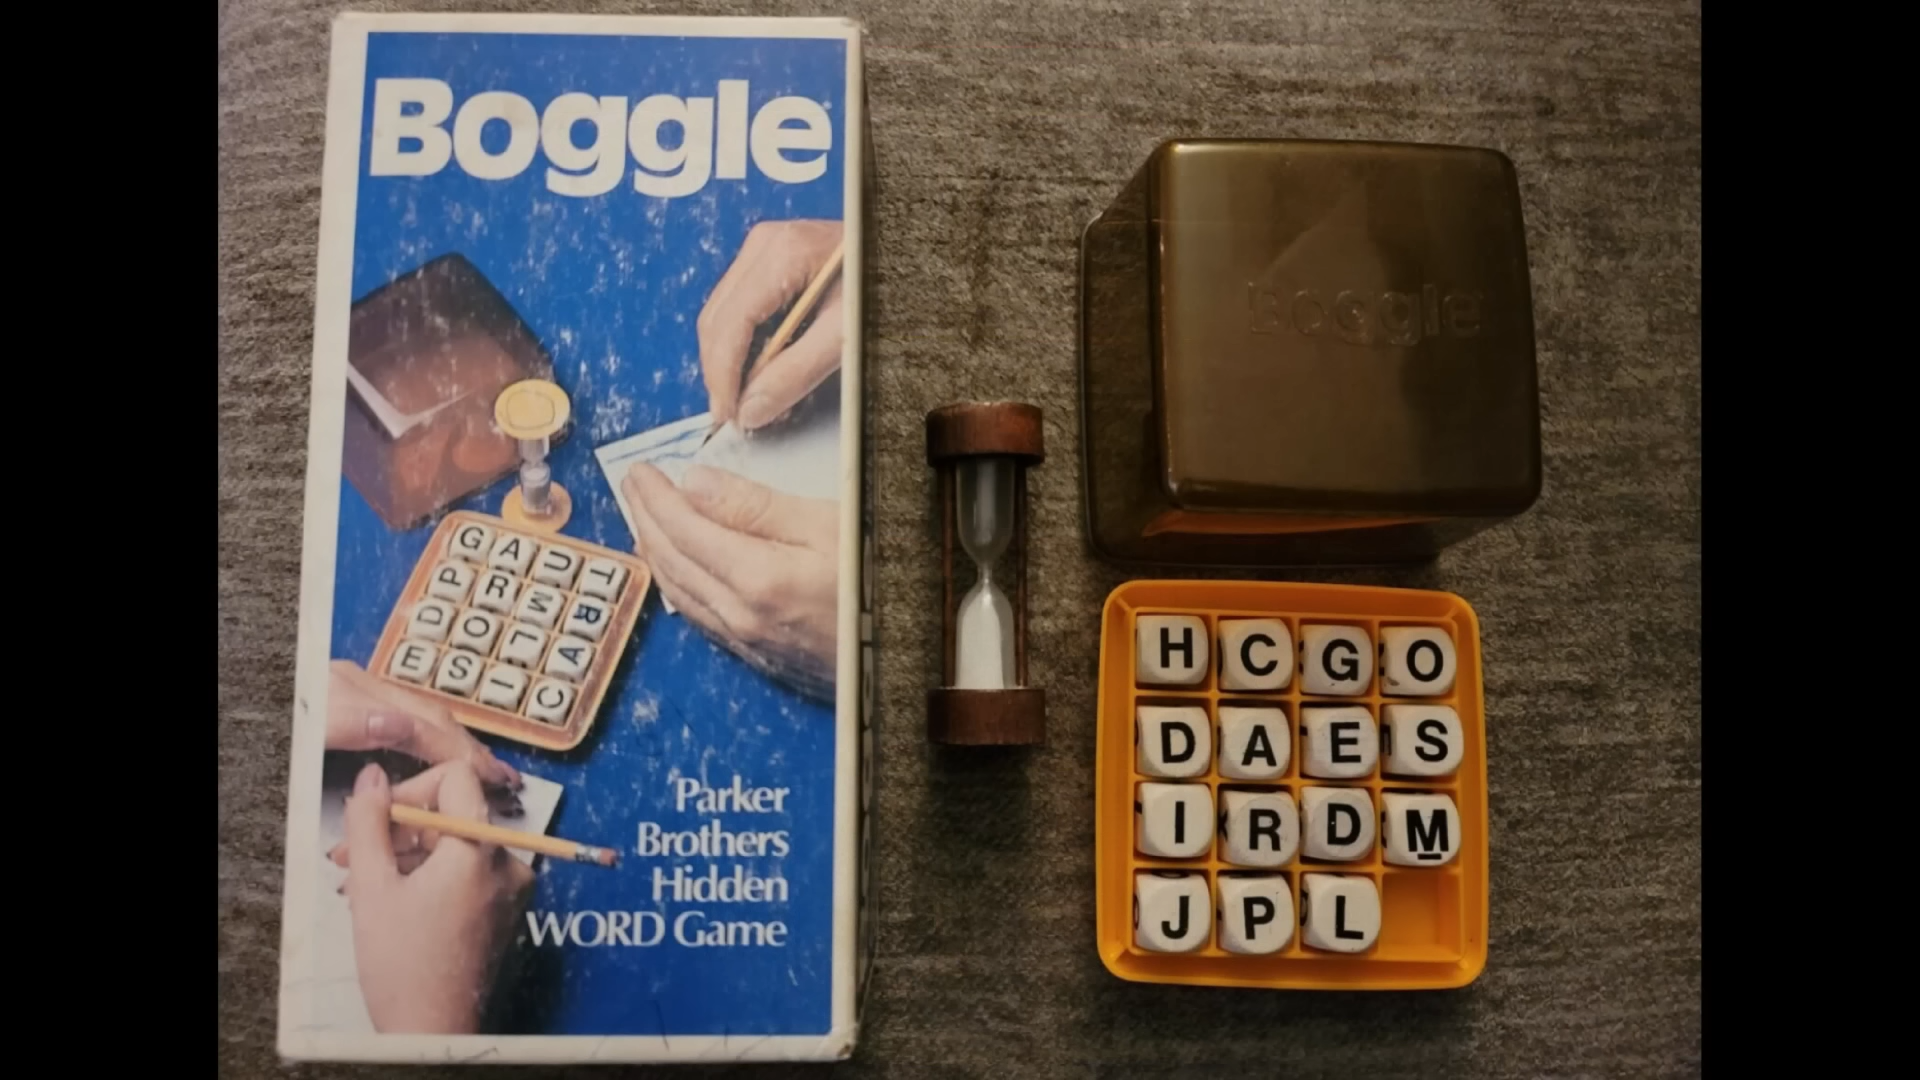 Boggle
G A U T
P R M R
D O L A
E S I C
Parker
Brothers
Hidden
WORD Game
Boggle
H C G O
D A E S
I R D M
J P L